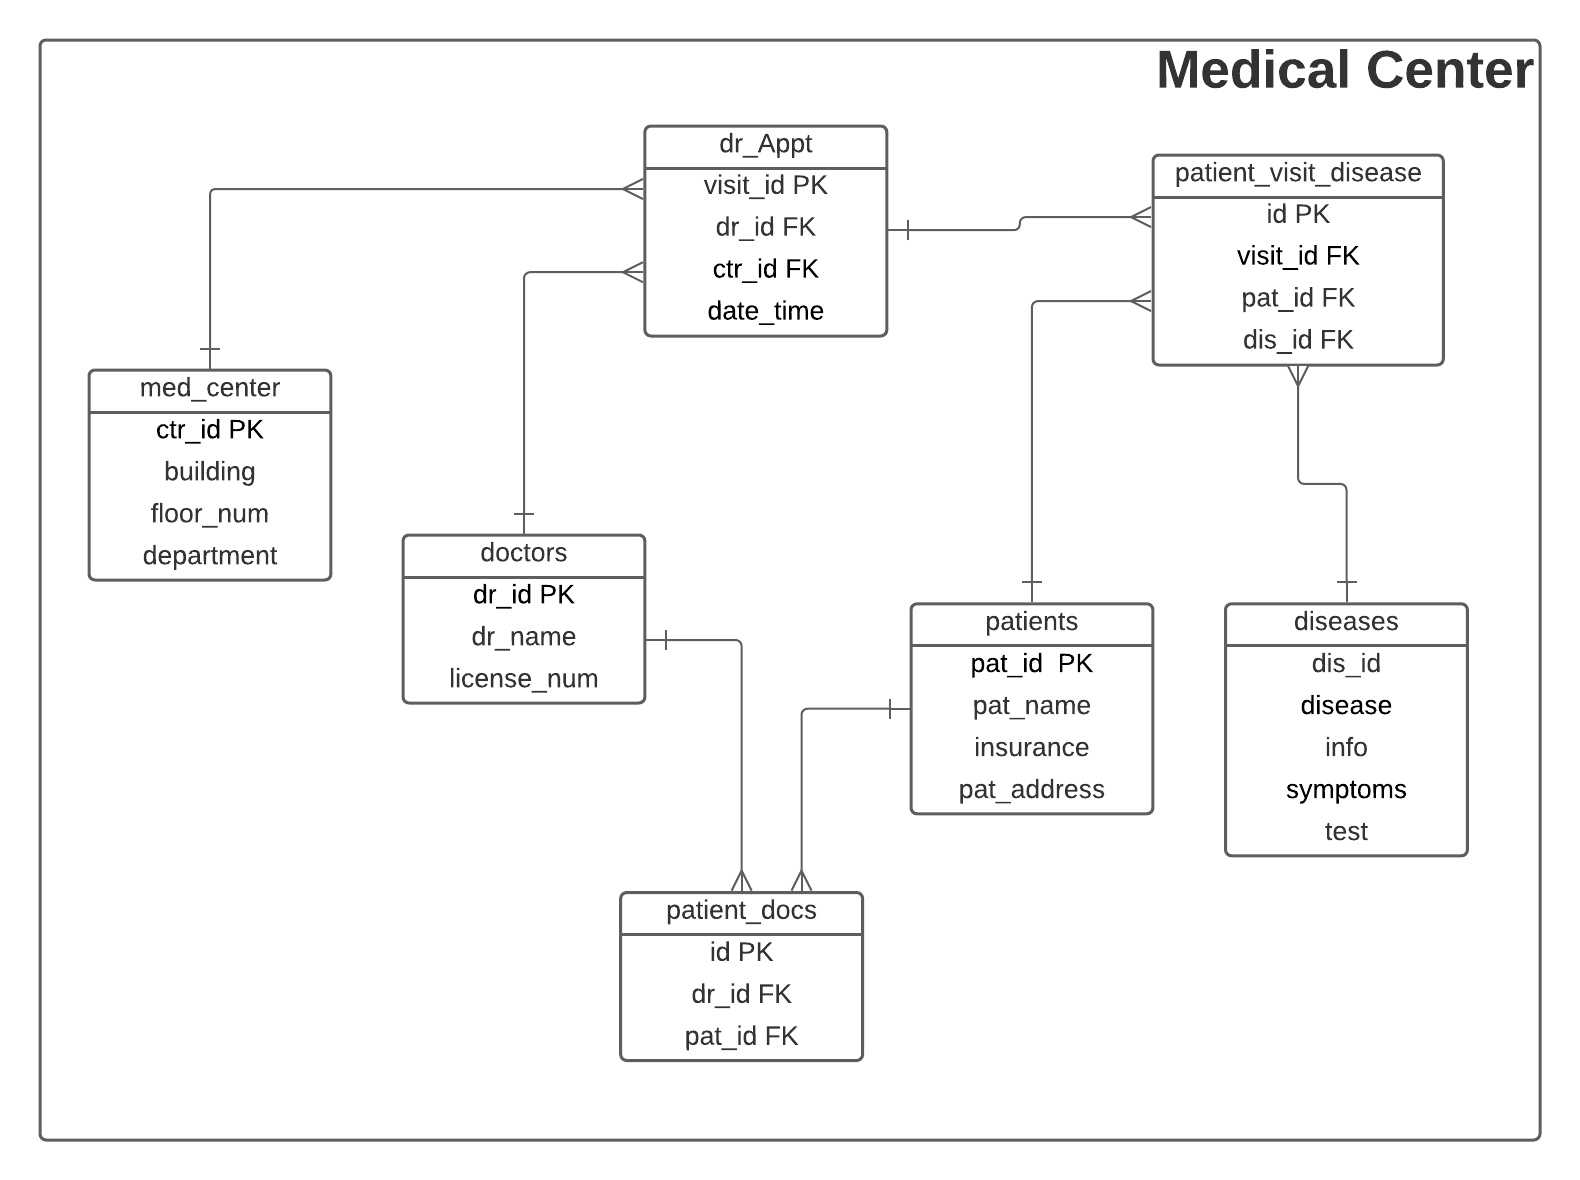 Medical Center
dr_Appt
visit_id PK
dr_id FK
ctr_id FK
date_time
patient_visit_disease
id PK
visit_id FK
pat_id FK
dis_id FK
med_center
ctr_id PK
building
floor_num
department
doctors
dr_id PK
dr_name
license_num
patients
pat_id  PK
pat_name
insurance
pat_address
diseases
dis_id
disease
info
symptoms
test
patient_docs
id PK
dr_id FK
pat_id FK